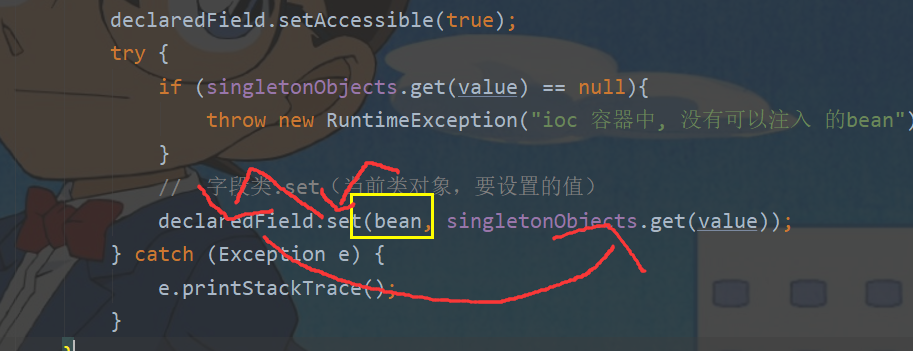 declaredField.setAccessible(true);
try {
if (singletonObjects.get(value) == null){
throw new RuntimeException("ioc 容器中, 没有可以注入 的bean")
}
// 字段类.set（当前类对象，要设置的值）
declaredField.set(bean, singletonObjects.get(value));
} catch (Exception e) {
e.printStackTrace();
}
}